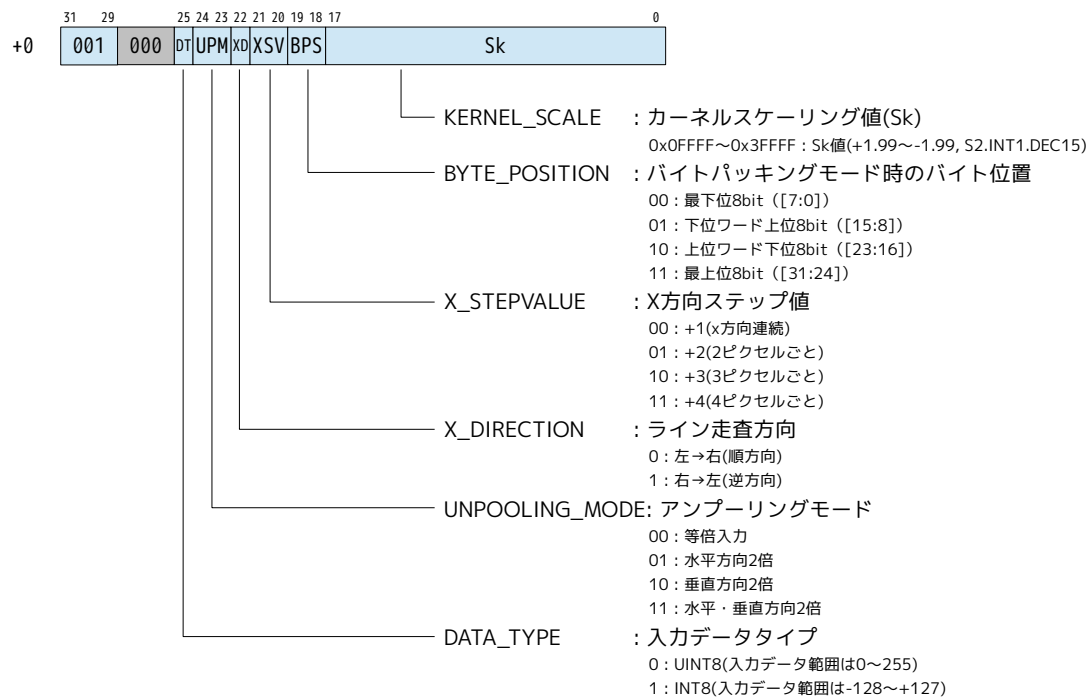 31 29 25 24 23 22 21 20 19 18 17 0
+0 001 000 DT UPM XD XSV BPS Sk
KERNEL_SCALE : カーネルスケーリング値(Sk)
0x0FFFF～0x3FFFF : Sk値(+1.99～-1.99, S2.INT1.DEC15)
BYTE_POSITION : バイトパッキングモード時のバイト位置
00 : 最下位8bit（[7:0]）
01 : 下位ワード上位8bit（[15:8]）
10 : 上位ワード下位8bit（[23:16]）
11 : 最上位8bit（[31:24]）
X_STEPVALUE : X方向ステップ値
00 : +1(x方向連続)
01 : +2(2ピクセルごと)
10 : +3(3ピクセルごと)
11 : +4(4ピクセルごと)
X_DIRECTION : ライン走査方向
0 : 左→右(順方向)
1 : 右→左(逆方向)
UNPOOLING_MODE: アンプーリングモード
00 : 等倍入力
01 : 水平方向2倍
10 : 垂直方向2倍
11 : 水平・垂直方向2倍
DATA_TYPE : 入力データタイプ
0 : UINT8(入力データ範囲は0～255)
1 : INT8(入力データ範囲は-128～+127)